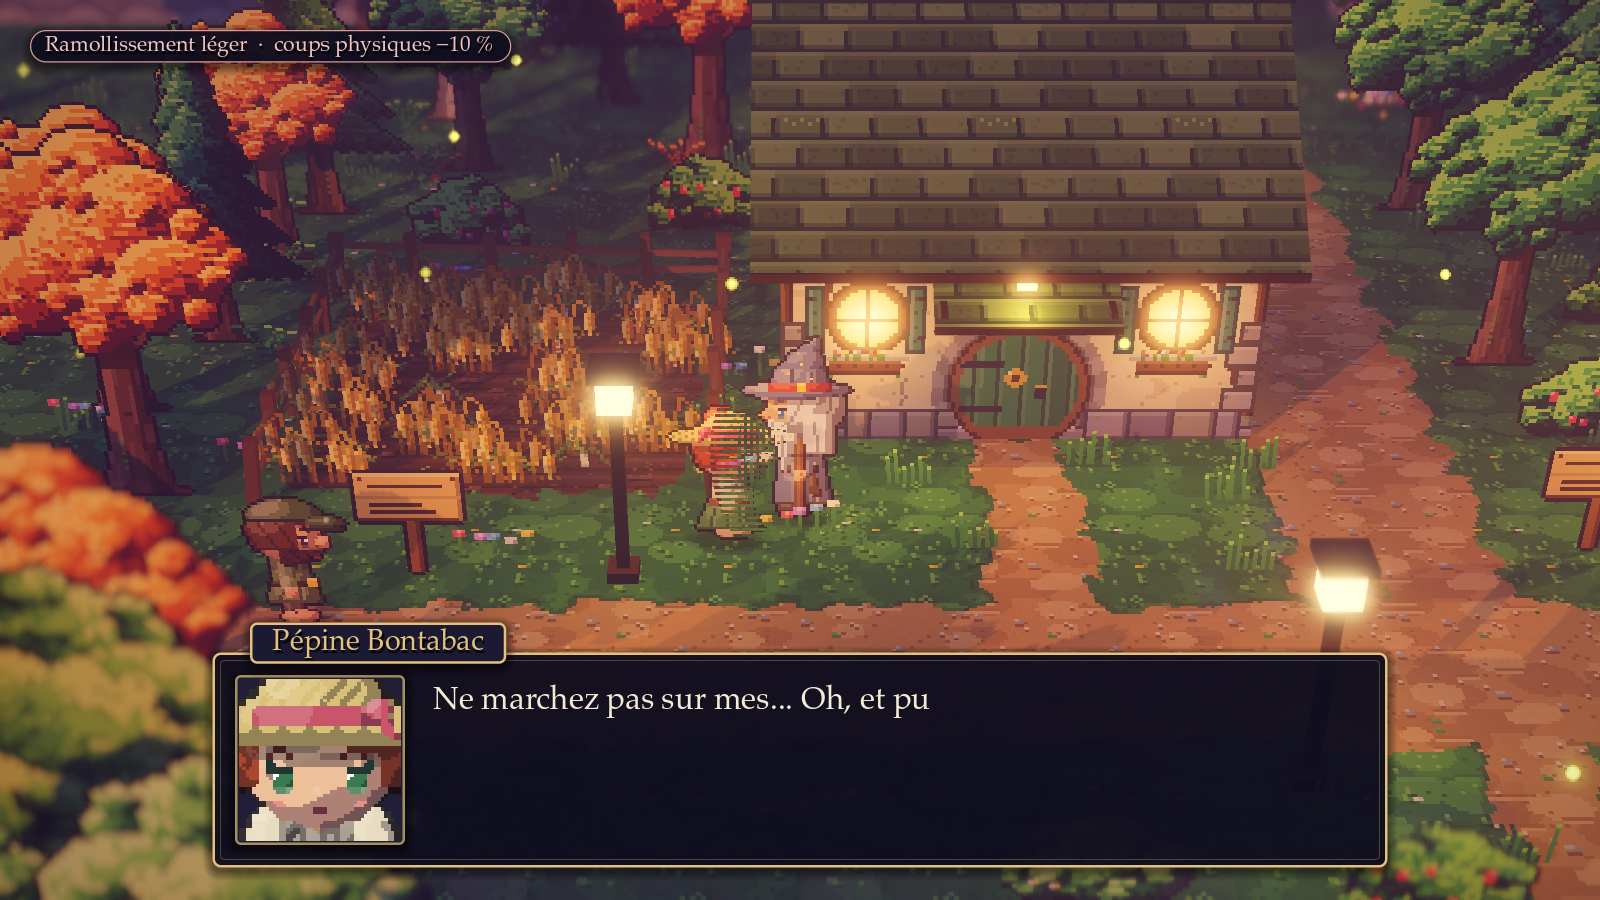 Ramollissement léger · coups physiques −10 %
Pépine Bontabac
Ne marchez pas sur mes... Oh, et pu